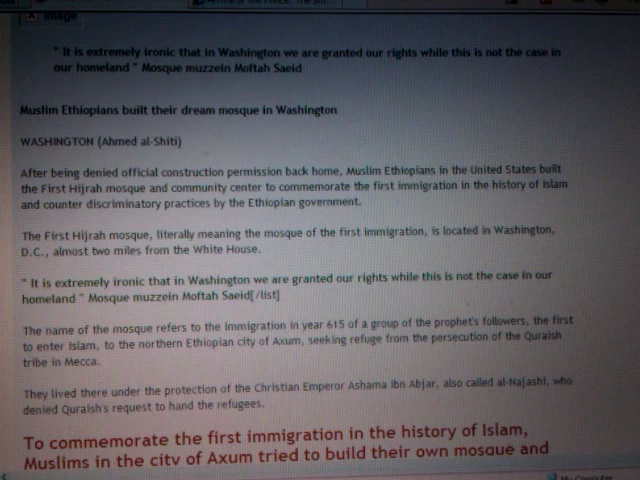 Image
" It is extremely ironic that in Washington we are granted our rights while this is not the case in
our homeland " Mosque muzzein Moftah Saeid
Muslim Ethiopians built their dream mosque in Washington
WASHINGTON (Ahmed al-Shiti)
After being denied official construction permission back home, Muslim Ethiopians in the United States built
the First Hijrah mosque and community center to commemorate the first immigration in the history of Islam
and counter discriminatory practices by the Ethiopian government.
The First Hijrah mosque, literally meaning the mosque of the first immigration, is located in Washington,
D.C., almost two miles from the White House.
" It is extremely ironic that in Washington we are granted our rights while this is not the case in our
homeland " Mosque muzzein Moftah Saeid[/list]
The name of the mosque refers to the immigration in year 615 of a group of the prophet's followers, the first
to enter Islam, to the northern Ethiopian city of Axum, seeking refuge from the persecution of the Quraish
tribe in Mecca.
They lived there under the protection of the Christian Emperor Ashama ibn Abjar, also called al-Najashi, who
denied Quraish's request to hand the refugees.
To commemorate the first immigration in the history of Islam,
Muslims in the city of Axum tried to build their own mosque and
My Computer